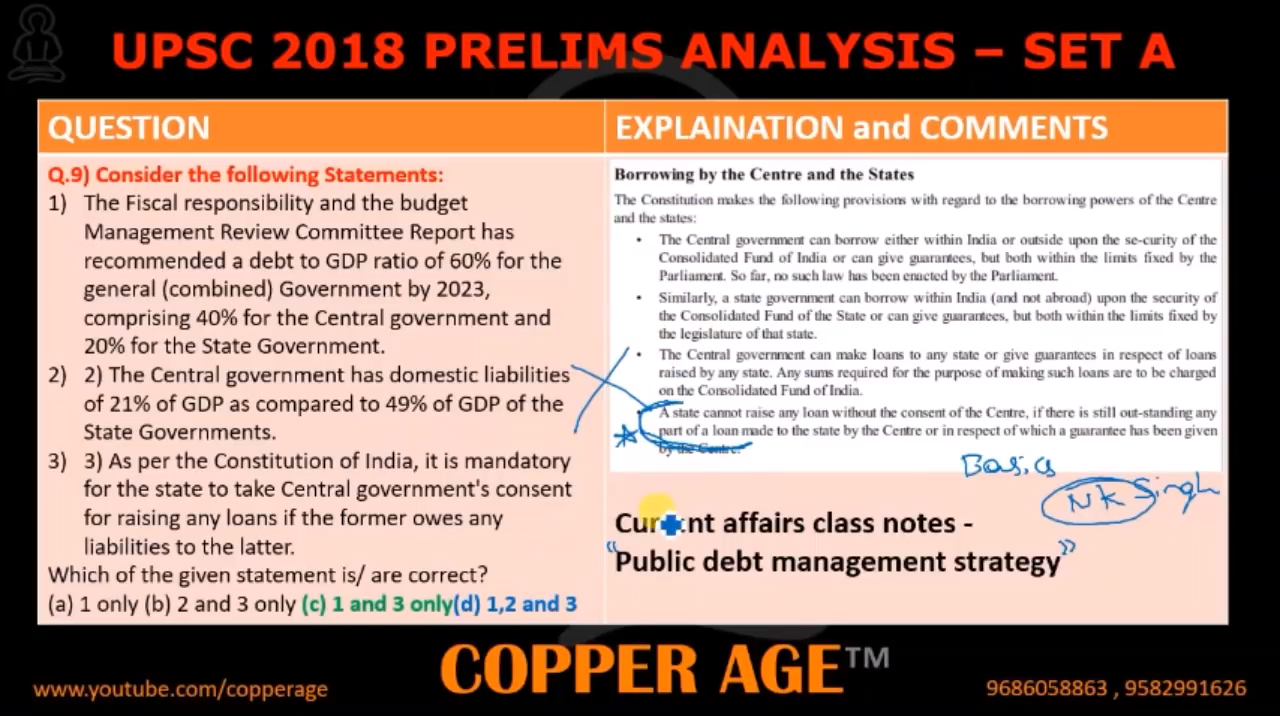 UPSC 2018 PRELIMS ANALYSIS – SET A
QUESTION
Q.9) Consider the following Statements:
1) The Fiscal responsibility and the budget
Management Review Committee Report has
recommended a debt to GDP ratio of 60% for the
general (combined) Government by 2023,
comprising 40% for the Central government and
20% for the State Government.
2) 2) The Central government has domestic liabilities
of 21% of GDP as compared to 49% of GDP of the
State Governments.
3) 3) As per the Constitution of India, it is mandatory
for the state to take Central government's consent
for raising any loans if the former owes any
liabilities to the latter.
Which of the given statement is/ are correct?
(a) 1 only (b) 2 and 3 only (c) 1 and 3 only(d) 1,2 and 3
EXPLAINATION and COMMENTS
Borrowing by the Centre and the States
The Constitution makes the following provisions with regard to the borrowing powers of the Centre
and the states:
• The Central government can borrow either within India or outside upon the se-curity of the
Consolidated Fund of India or can give guarantees, but both within the limits fixed by the
Parliament. So far, no such law has been enacted by the Parliament.
• Similarly, a state government can borrow within India (and not abroad) upon the security of
the Consolidated Fund of the State or can give guarantees, but both within the limits fixed by
the legislature of that state.
• The Central government can make loans to any state or give guarantees in respect of loans
raised by any state. Any sums required for the purpose of making such loans are to be charged
on the Consolidated Fund of India.
• A state cannot raise any loan without the consent of the Centre, if there is still out-standing any
part of a loan made to the state by the Centre or in respect of which a guarantee has been given
by the Centre.
Basics
NK Singh
Current affairs class notes -
"Public debt management strategy"
COPPER AGE™
www.youtube.com/copperage
9686058863 , 9582991626